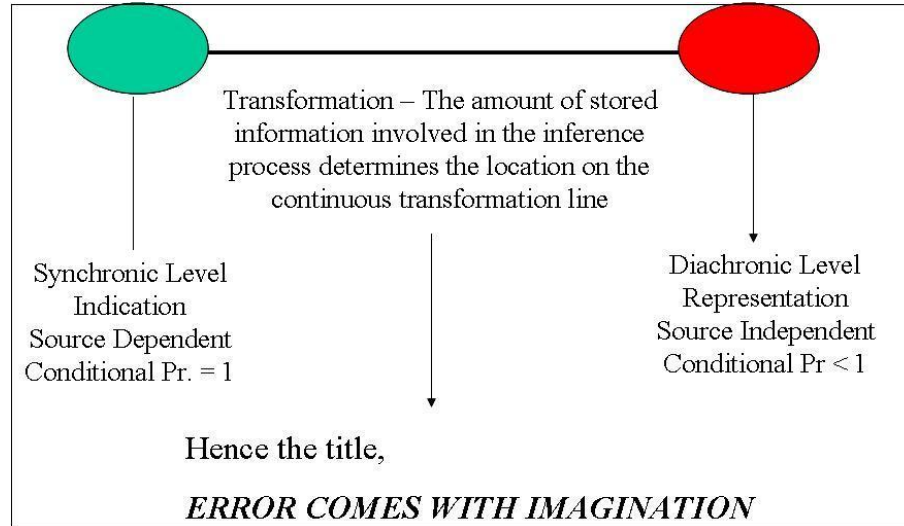 Transformation – The amount of stored
information involved in the inference
process determines the location on the
continuous transformation line
Synchronic Level
Indication
Source Dependent
Conditional Pr. = 1
Diachronic Level
Representation
Source Independent
Conditional Pr < 1
Hence the title,
ERROR COMES WITH IMAGINATION